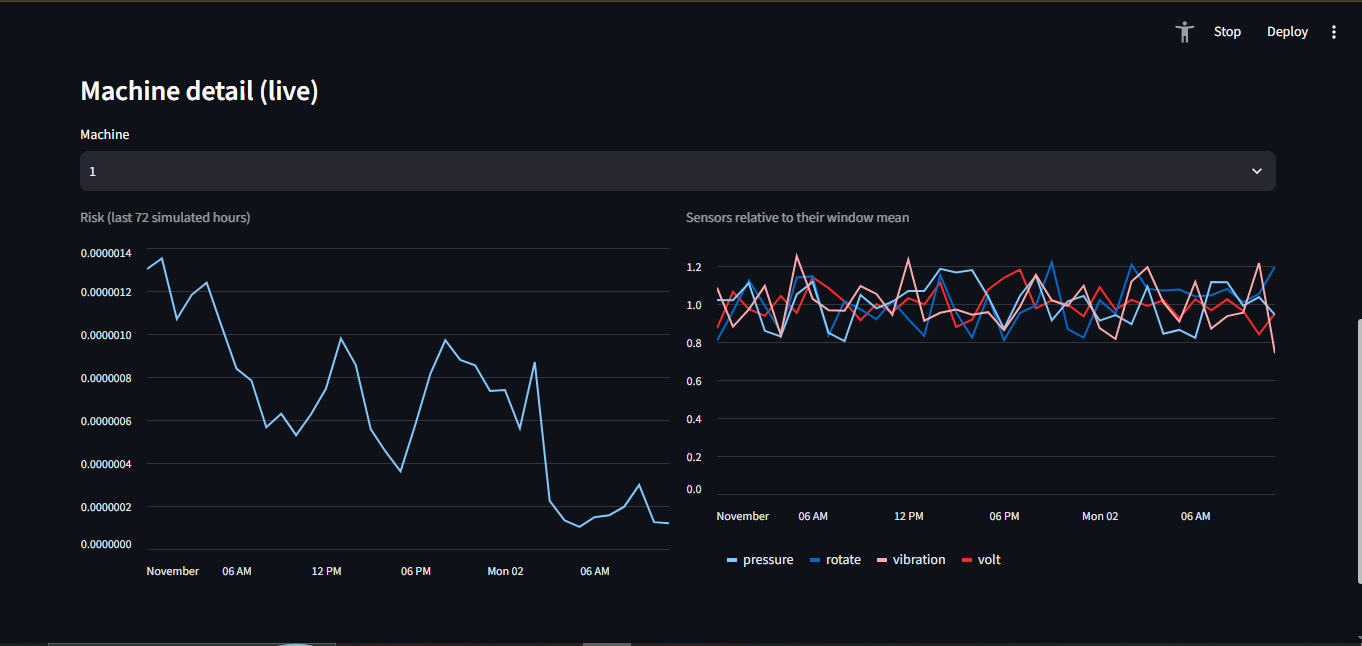 Stop Deploy
Machine detail (live)
Machine
1
Risk (last 72 simulated hours)
0.0000014
0.0000012
0.0000010
0.0000008
0.0000006
0.0000004
0.0000002
0.0000000
November 06 AM 12 PM 06 PM Mon 02 06 AM
Sensors relative to their window mean
1.2
1.0
0.8
0.6
0.4
0.2
0.0
November 06 AM 12 PM 06 PM Mon 02 06 AM
pressure rotate vibration volt